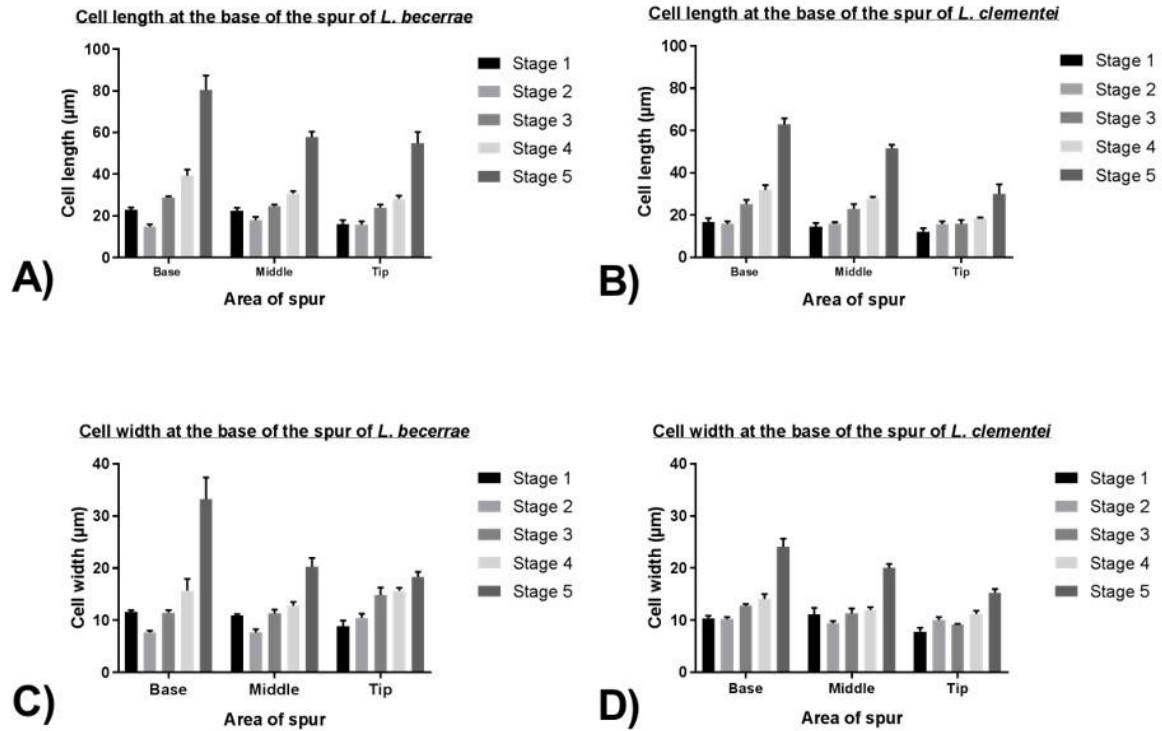 Cell length at the base of the spur of L. becerrae
100
80
60
40
20
0
Cell length (µm)
Base Middle Tip
Area of spur
Stage 1
Stage 2
Stage 3
Stage 4
Stage 5
A)
Cell length at the base of the spur of L. clementei
100
80
60
40
20
0
Cell length (µm)
Base Middle Tip
Area of spur
Stage 1
Stage 2
Stage 3
Stage 4
Stage 5
B)
Cell width at the base of the spur of L. becerrae
40
30
20
10
0
Cell width (µm)
Base Middle Tip
Area of spur
Stage 1
Stage 2
Stage 3
Stage 4
Stage 5
C)
Cell width at the base of the spur of L. clementei
40
30
20
10
0
Cell width (µm)
Base Middle Tip
Area of spur
Stage 1
Stage 2
Stage 3
Stage 4
Stage 5
D)